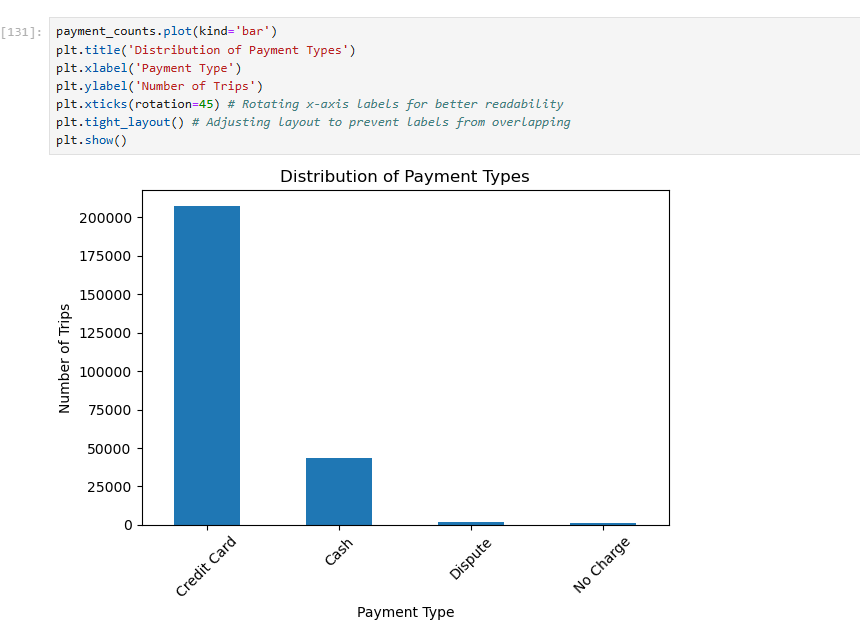 [131]:
payment_counts.plot(kind='bar')
plt.title('Distribution of Payment Types')
plt.xlabel('Payment Type')
plt.ylabel('Number of Trips')
plt.xticks(rotation=45) # Rotating x-axis labels for better readability
plt.tight_layout() # Adjusting layout to prevent labels from overlapping
plt.show()
Distribution of Payment Types
Number of Trips
200000
175000
150000
125000
100000
75000
50000
25000
0
Credit Card
Cash
Dispute
No Charge
Payment Type